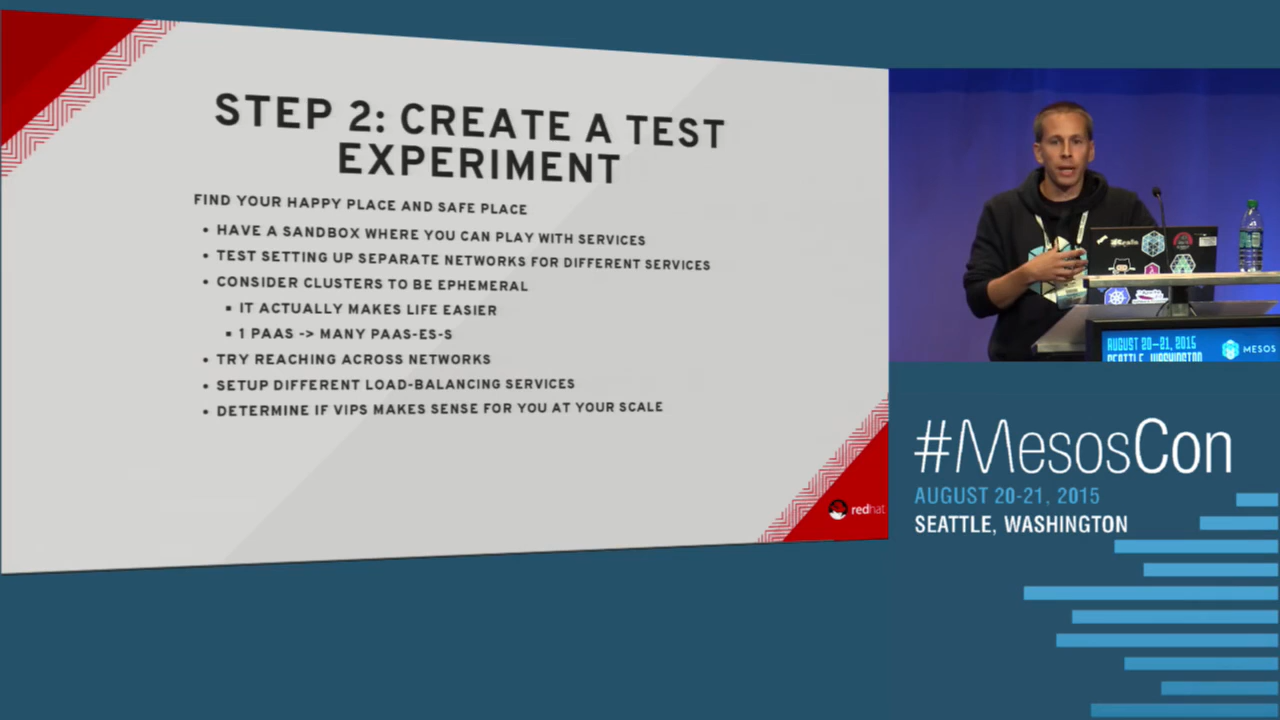 STEP 2: CREATE A TEST
EXPERIMENT
FIND YOUR HAPPY PLACE AND SAFE PLACE
• HAVE A SANDBOX WHERE YOU CAN PLAY WITH SERVICES
• TEST SETTING UP SEPARATE NETWORKS FOR DIFFERENT SERVICES
• CONSIDER CLUSTERS TO BE EPHEMERAL
▪ IT ACTUALLY MAKES LIFE EASIER
▪ 1 PAAS -> MANY PAAS-ES-S
• TRY REACHING ACROSS NETWORKS
• SETUP DIFFERENT LOAD-BALANCING SERVICES
• DETERMINE IF VIPS MAKES SENSE FOR YOU AT YOUR SCALE
redhat
AUGUST 20-21, 2015
SEATTLE, WASHINGTON
MESOS
#MesosCon
AUGUST 20-21, 2015
SEATTLE, WASHINGTON